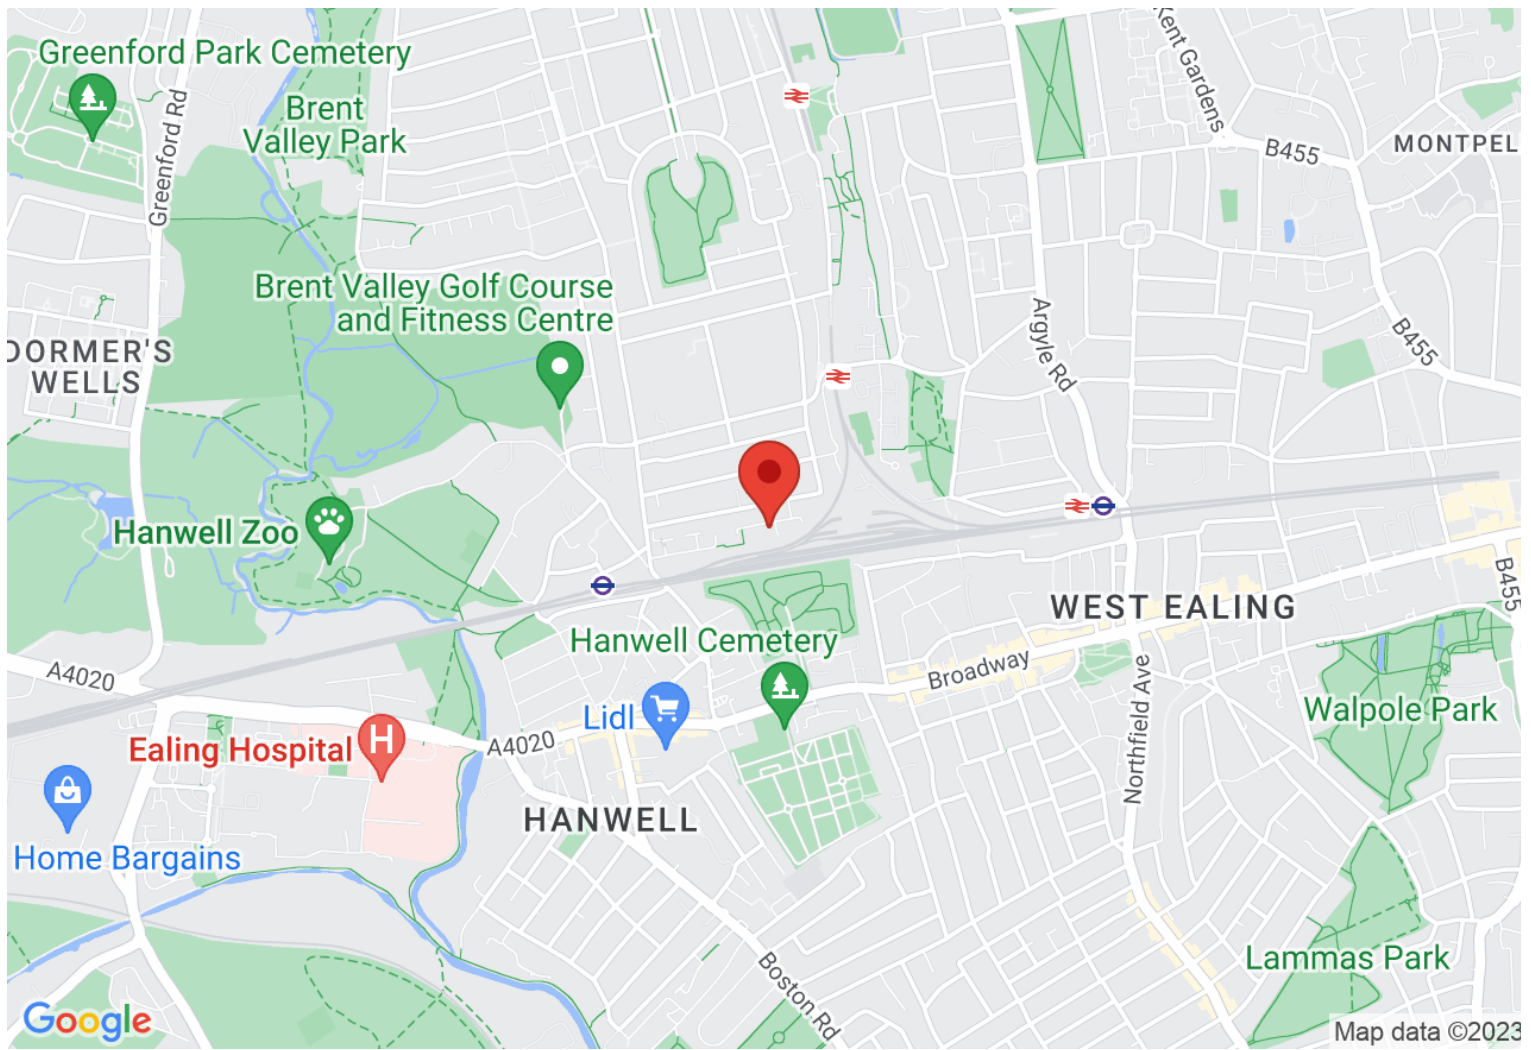 Greenford Park Cemetery
Brent
Valley Park
Greenford Rd
Kent Gardens
B455
MONTPEL
Brent Valley Golf Course
and Fitness Centre
DORMER'S
WELLS
Argyle Rd
B455
Hanwell Zoo
B455
WEST EALING
Hanwell Cemetery
Broadway
A4020
Lidl
Walpole Park
Northfield Ave
Ealing Hospital
H
A4020
HANWELL
Home Bargains
Lammas Park
Boston Rd
Google
Map data ©2023